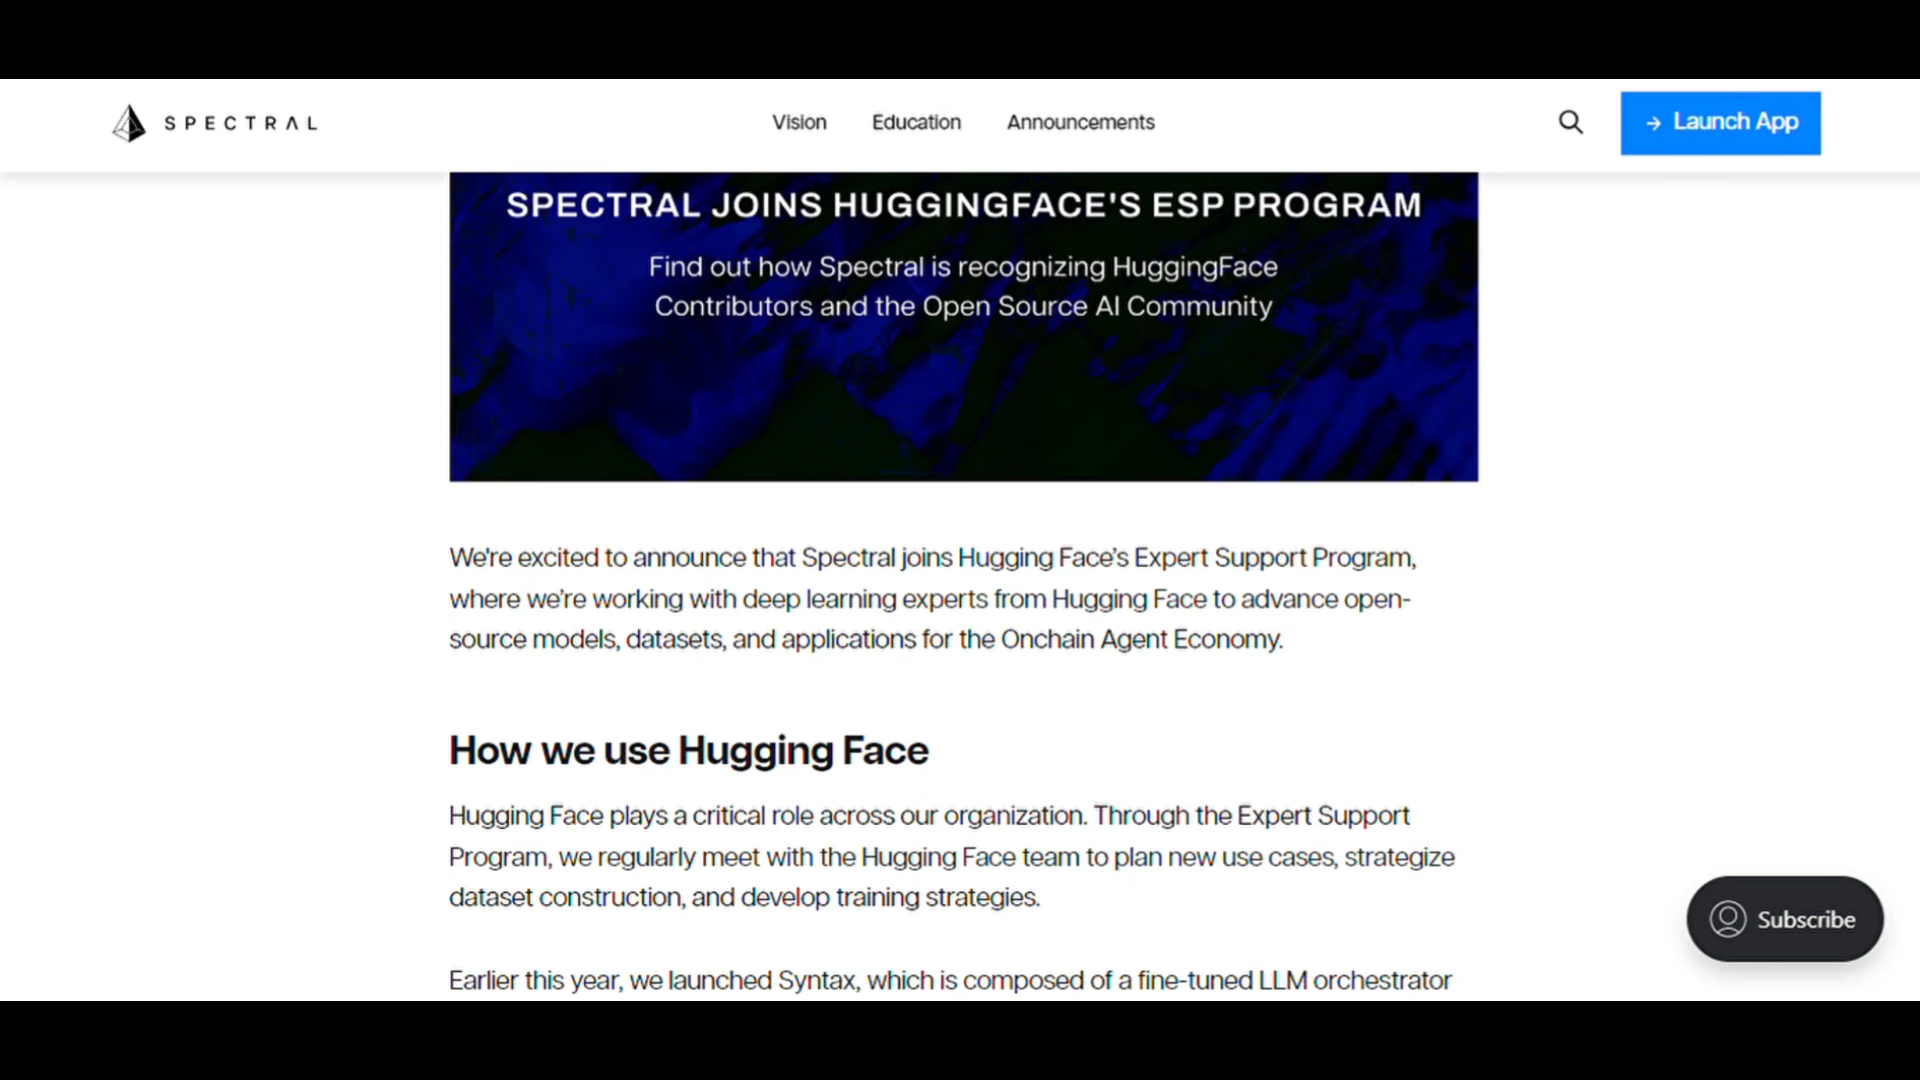 SPECTRAL
Vision
Education
Announcements
→ Launch App
SPECTRAL JOINS HUGGINGFACE'S ESP PROGRAM
Find out how Spectral is recognizing HuggingFace
Contributors and the Open Source AI Community
We're excited to announce that Spectral joins Hugging Face’s Expert Support Program,
where we’re working with deep learning experts from Hugging Face to advance open-
source models, datasets, and applications for the Onchain Agent Economy.
How we use Hugging Face
Hugging Face plays a critical role across our organization. Through the Expert Support
Program, we regularly meet with the Hugging Face team to plan new use cases, strategize
dataset construction, and develop training strategies.
Subscribe
Earlier this year, we launched Syntax, which is composed of a fine-tuned LLM orchestrator